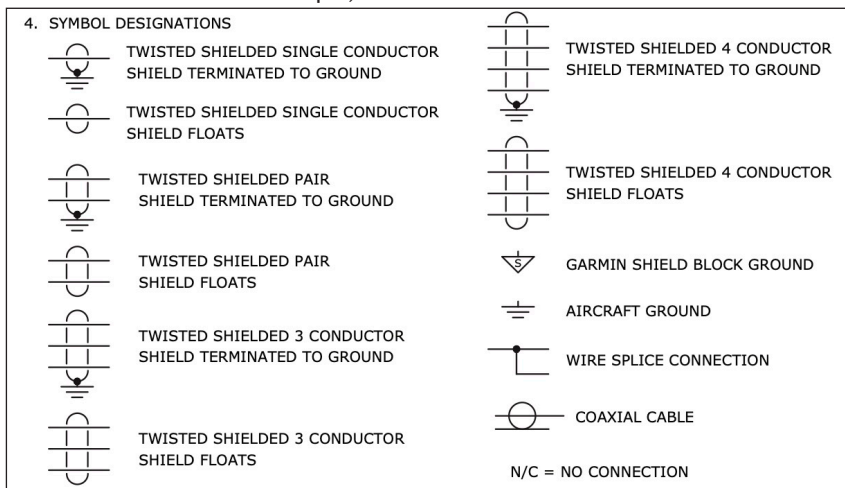 4. SYMBOL DESIGNATIONS
TWISTED SHIELDED SINGLE CONDUCTOR
SHIELD TERMINATED TO GROUND
TWISTED SHIELDED SINGLE CONDUCTOR
SHIELD FLOATS
TWISTED SHIELDED PAIR
SHIELD TERMINATED TO GROUND
TWISTED SHIELDED PAIR
SHIELD FLOATS
TWISTED SHIELDED 3 CONDUCTOR
SHIELD TERMINATED TO GROUND
TWISTED SHIELDED 3 CONDUCTOR
SHIELD FLOATS
TWISTED SHIELDED 4 CONDUCTOR
SHIELD TERMINATED TO GROUND
TWISTED SHIELDED 4 CONDUCTOR
SHIELD FLOATS
S
GARMIN SHIELD BLOCK GROUND
AIRCRAFT GROUND
WIRE SPLICE CONNECTION
COAXIAL CABLE
N/C = NO CONNECTION